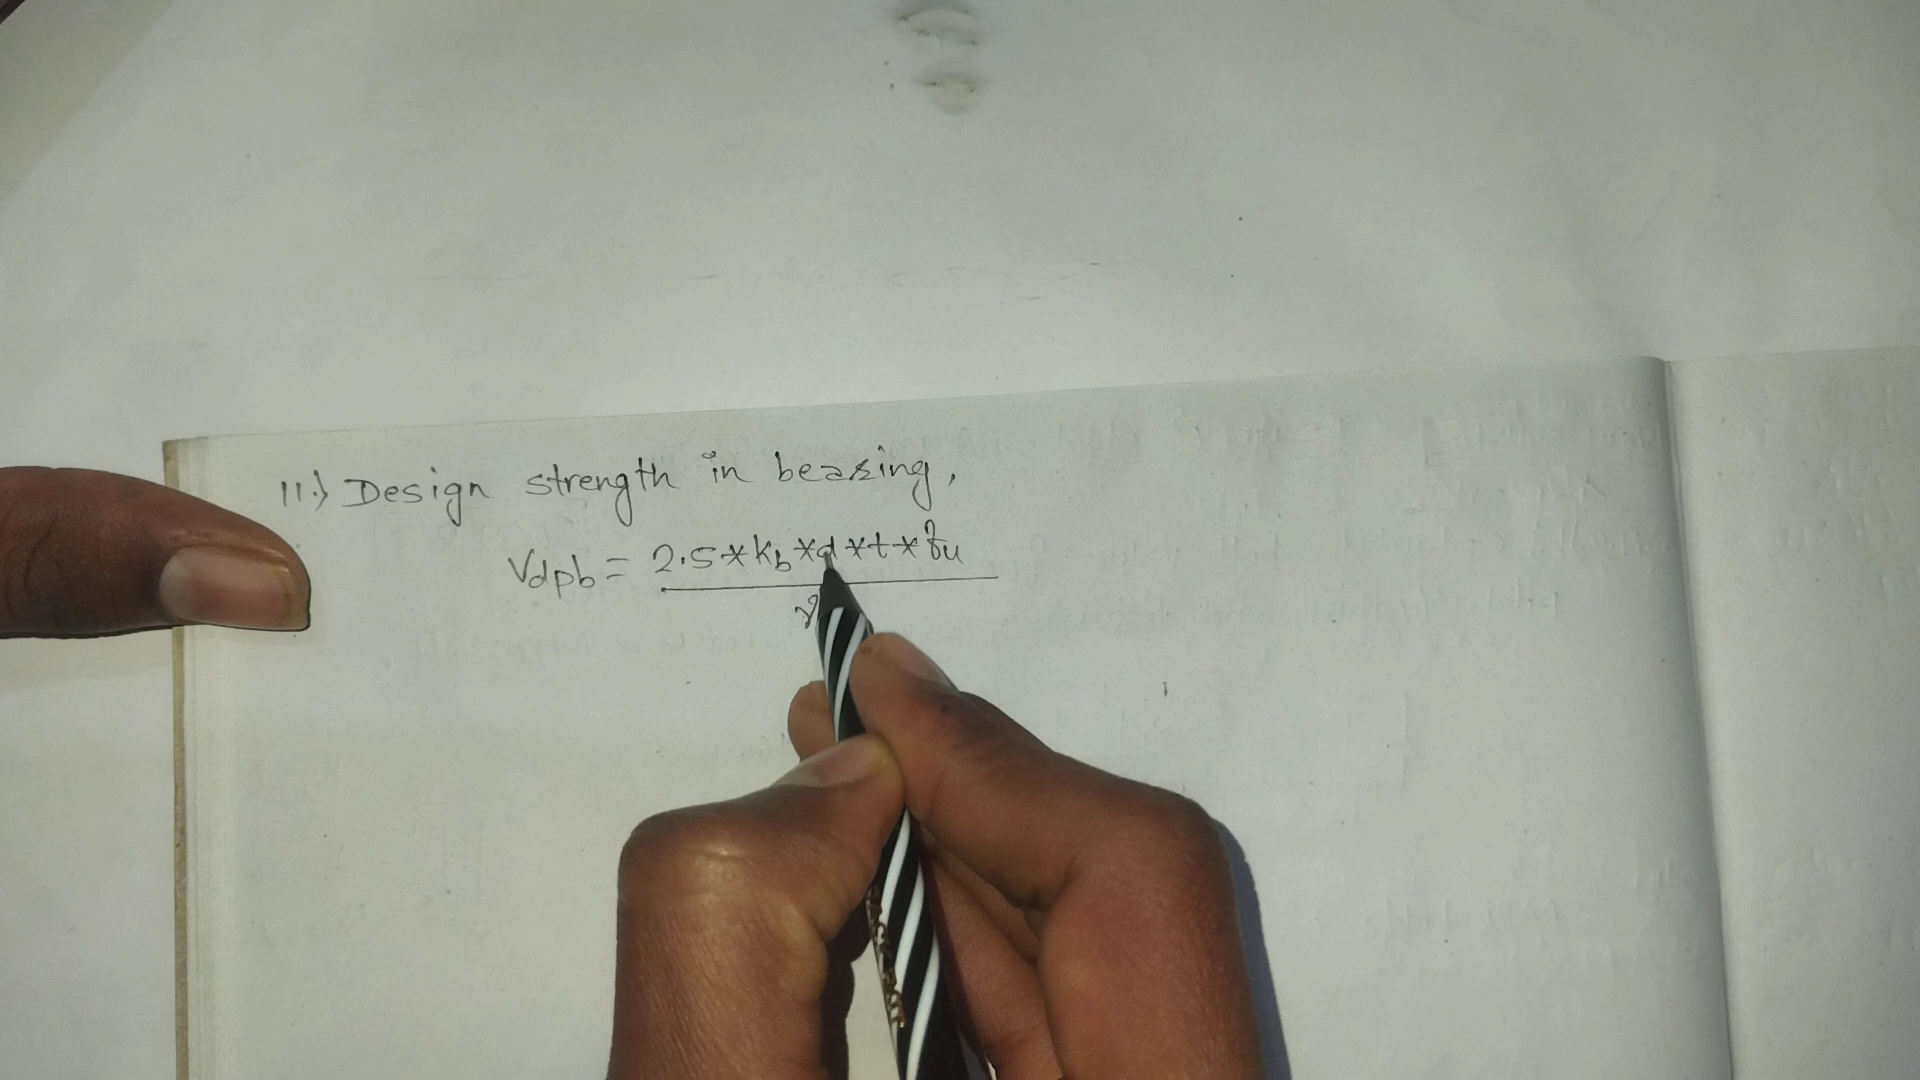 11.) Design strength in bearing,
Vdpb = 2.5*kb*d*t*fu
γ